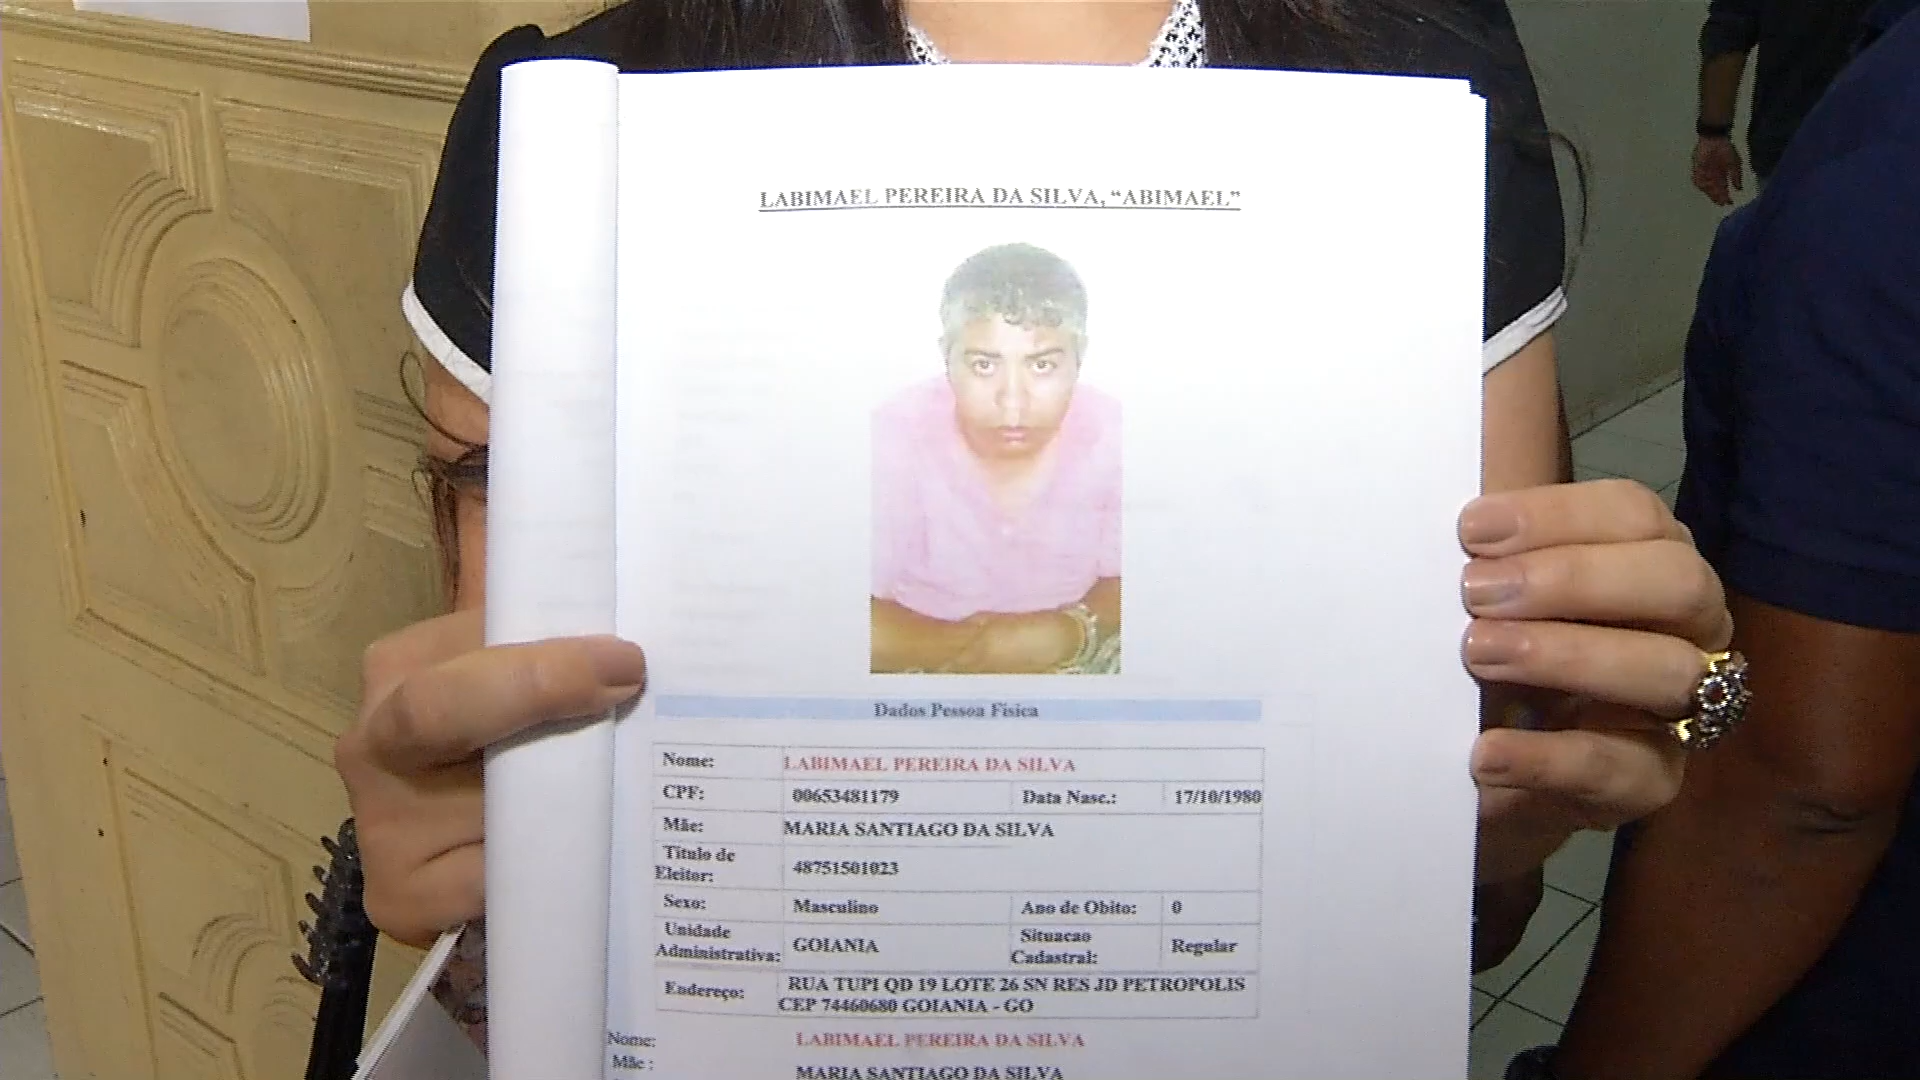 LABIMAEL PEREIRA DA SILVA, “ABIMAEL”
Dados Pessoa Física
Nome: LABIMAEL PEREIRA DA SILVA
CPF: 00653481179 Data Nasc.: 17/10/1980
Mãe: MARIA SANTIAGO DA SILVA
Titulo de
Eleitor: 48751501023
Sexo: Masculino Ano de Obito: 0
Unidade
Administrativa: GOIANIA Situacao
Cadastral: Regular
Endereço: RUA TUPI QD 19 LOTE 26 SN RES JD PETROPOLIS
CEP 74460680 GOIANIA - GO
Nome: LABIMAEL PEREIRA DA SILVA
Mãe : MARIA SANTIAGO DA SILVA